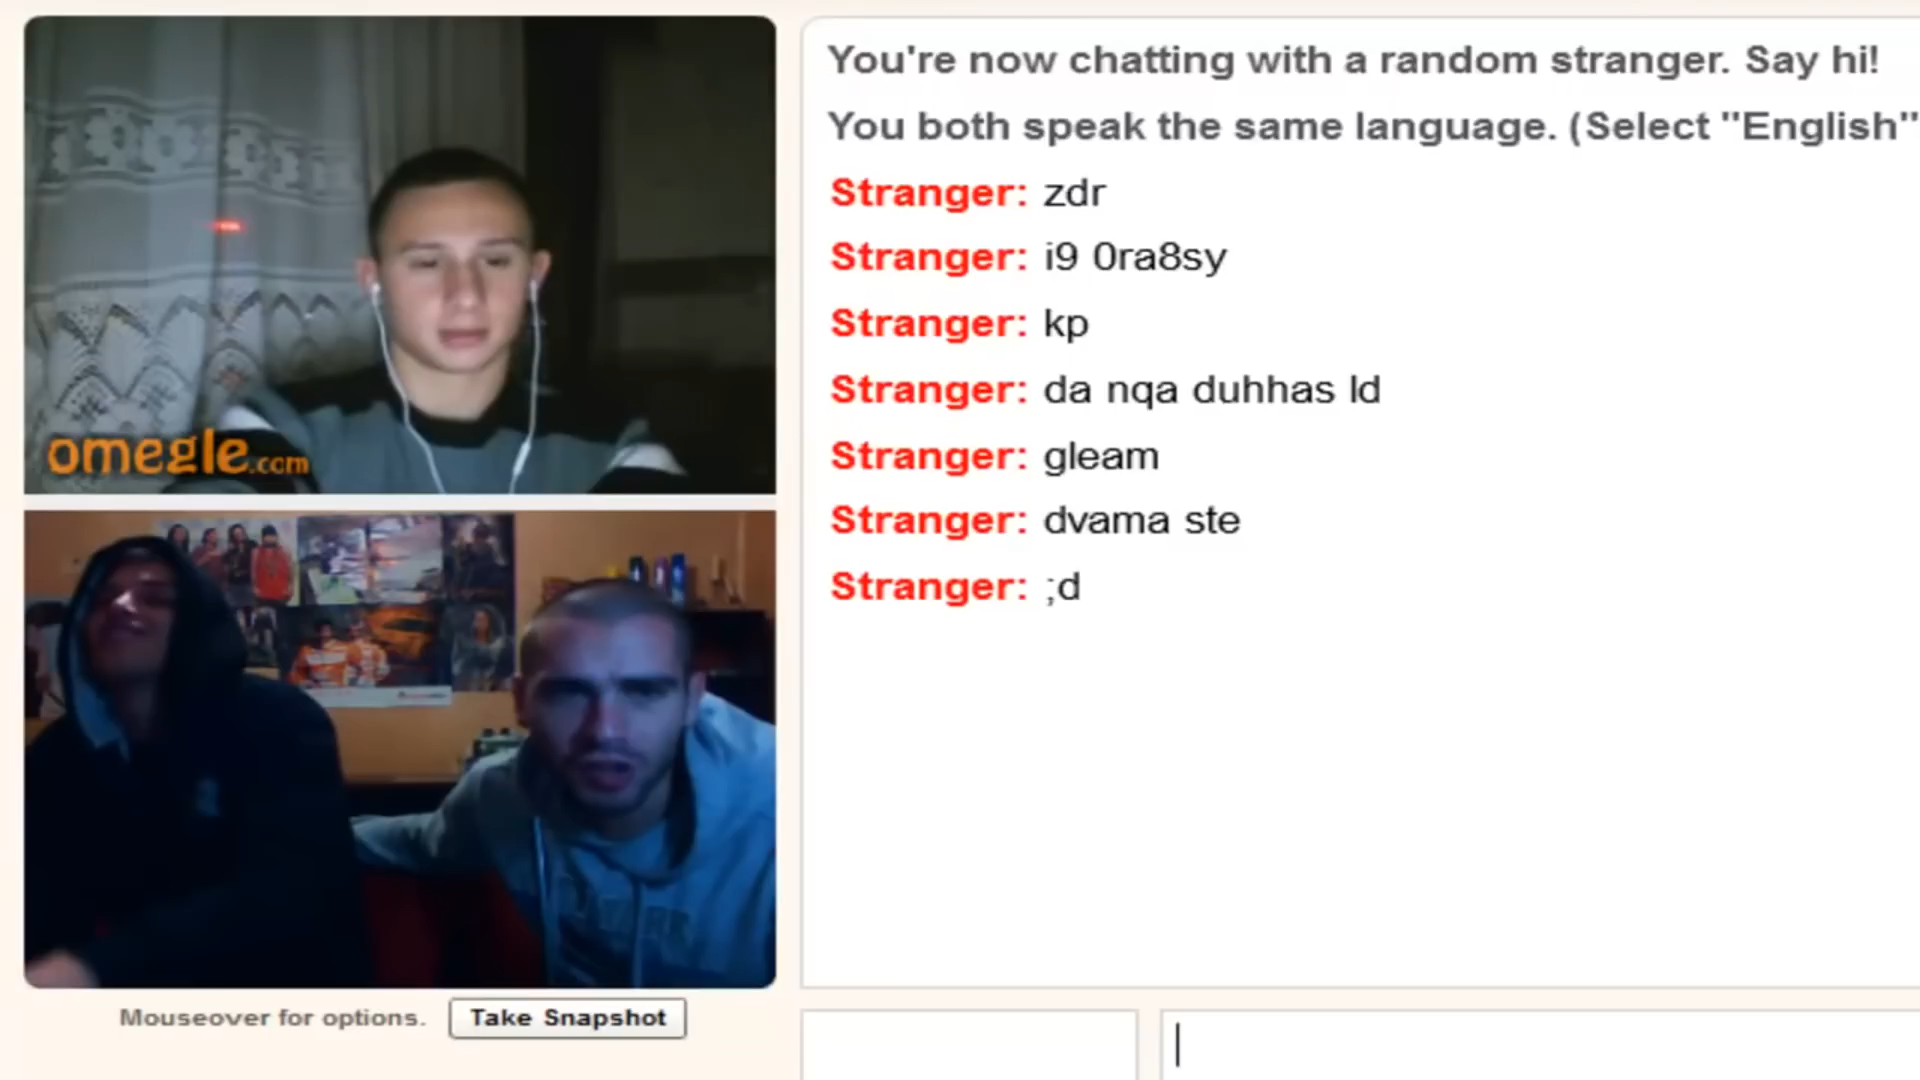 omegle.com
You're now chatting with a random stranger. Say hi!
You both speak the same language. (Select "English"
Stranger: zdr
Stranger: i9 0ra8sy
Stranger: kp
Stranger: da nqa duhhas ld
Stranger: gleam
Stranger: dvama ste
Stranger: ;d
Mouseover for options.
Take Snapshot